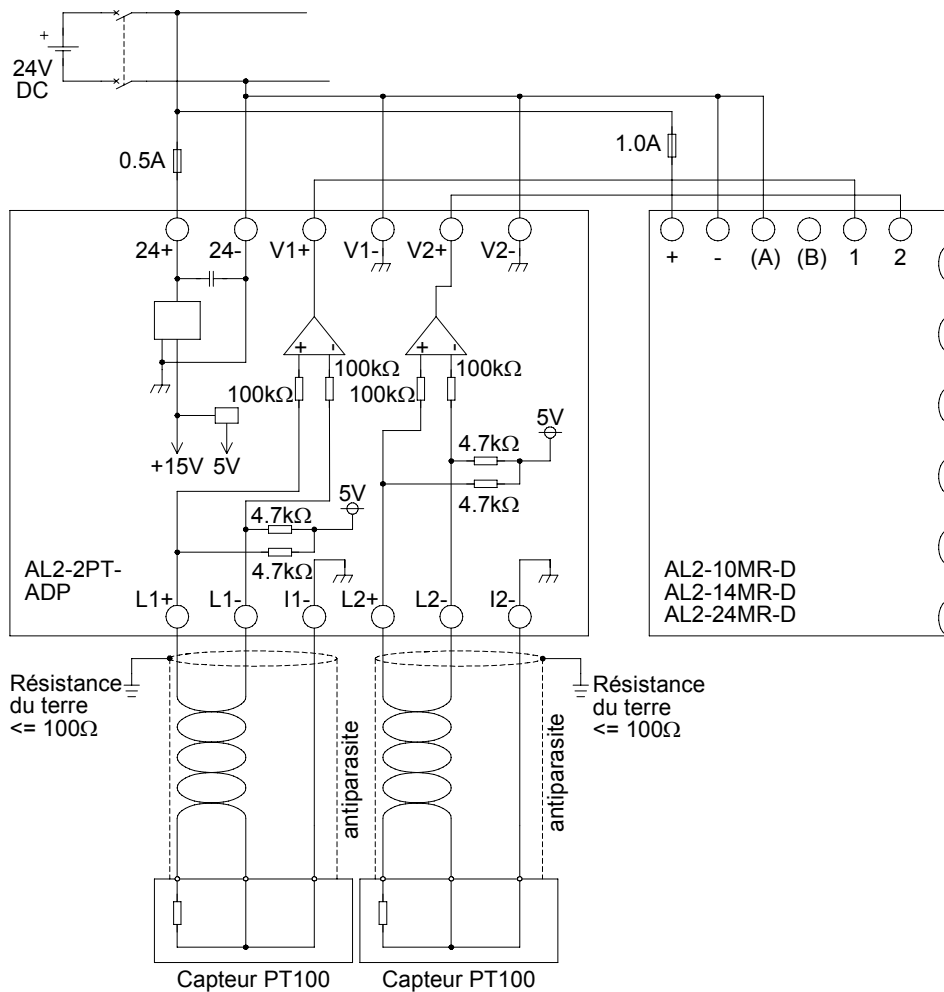 +
24V
DC
0.5A
1.0A
24+ 24- V1+ V1- V2+ V2-
+ - (A) (B) 1 2
+ - + -
100kΩ 100kΩ
100kΩ 100kΩ
5V
4.7kΩ
4.7kΩ
+15V 5V
5V
4.7kΩ
4.7kΩ
AL2-2PT-
ADP
AL2-10MR-D
AL2-14MR-D
AL2-24MR-D
L1+ L1- I1- L2+ L2- I2-
Résistance
du terre
<= 100Ω
antiparasite
antiparasite
Résistance
du terre
<= 100Ω
Capteur PT100 Capteur PT100